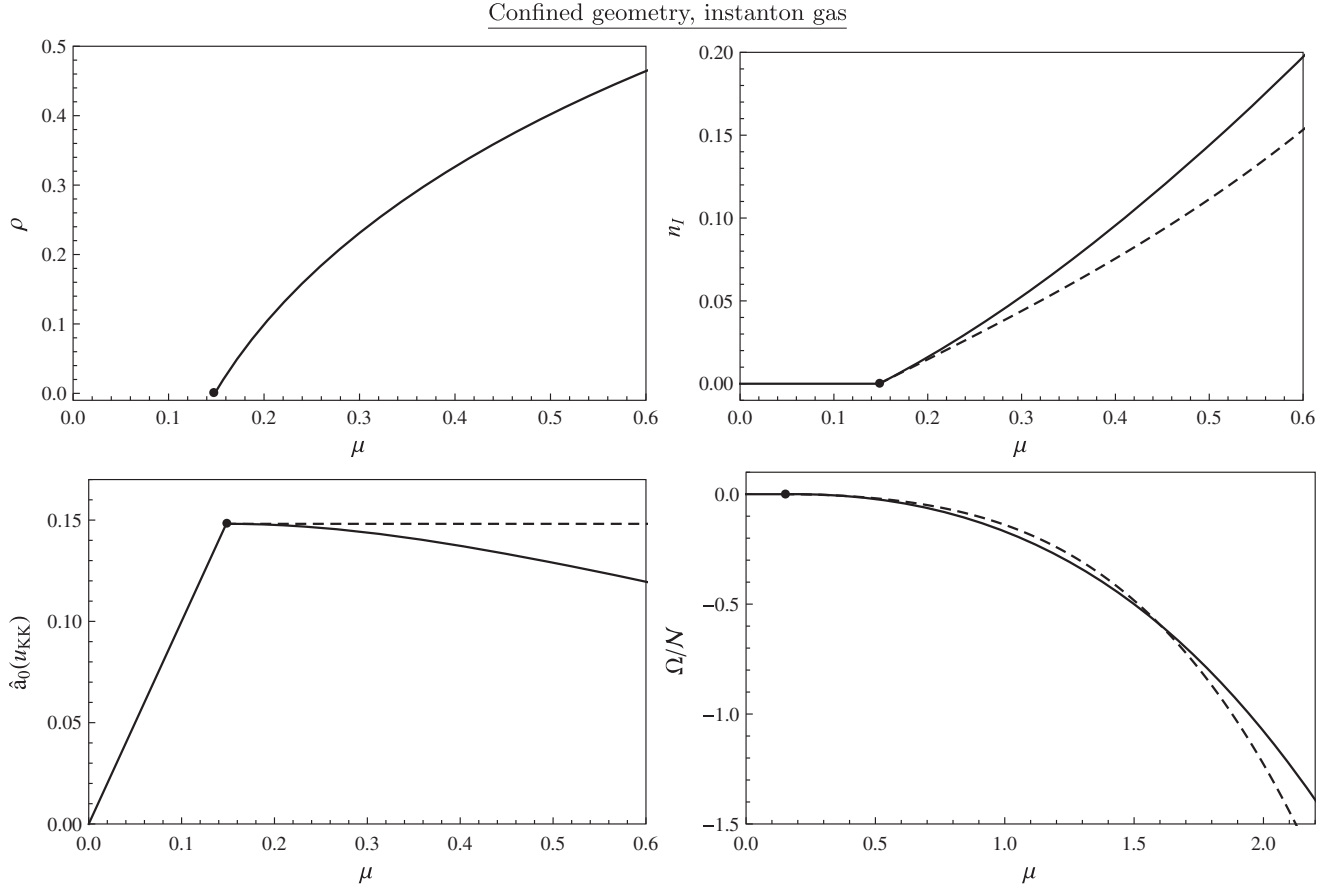 Confined geometry, instanton gas
0.5
0.4
0.3
0.2
0.1
0.0
ρ
0.0 0.1 0.2 0.3 0.4 0.5 0.6
μ
0.20
0.15
0.10
0.05
0.00
n_I
0.0 0.1 0.2 0.3 0.4 0.5 0.6
μ
0.15
0.10
0.05
0.00
â₀(u_KK)
0.0 0.1 0.2 0.3 0.4 0.5 0.6
μ
0.0
−0.5
−1.0
−1.5
Ω/𝒩
0.0 0.5 1.0 1.5 2.0
μ